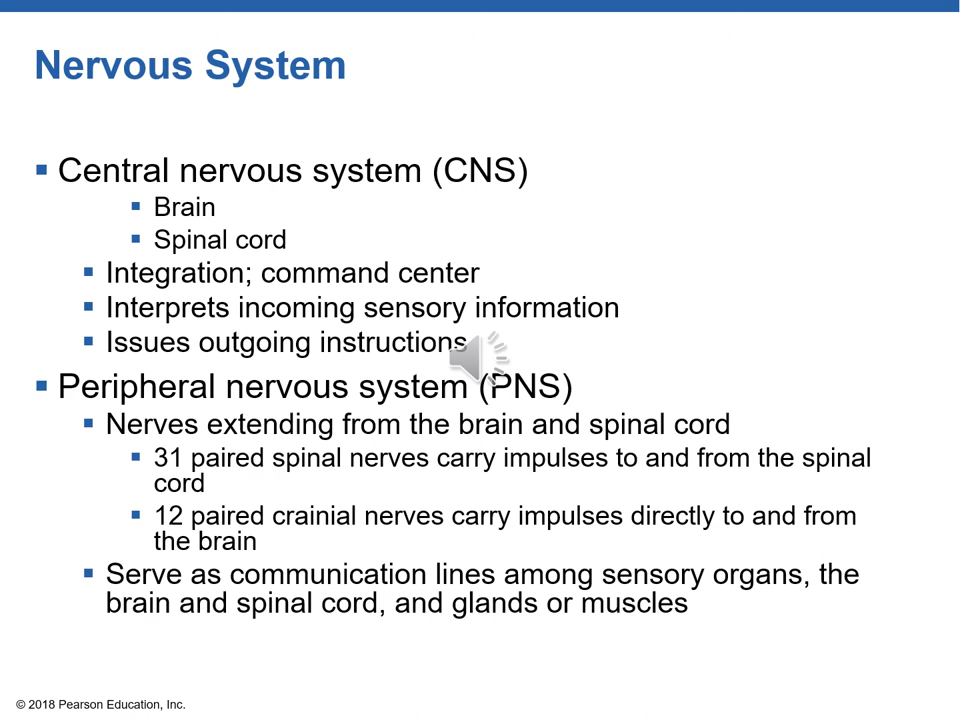 Nervous System
Central nervous system (CNS)
Brain
Spinal cord
Integration; command center
Interprets incoming sensory information
Issues outgoing instructions
Peripheral nervous system (PNS)
Nerves extending from the brain and spinal cord
31 paired spinal nerves carry impulses to and from the spinal
cord
12 paired crainial nerves carry impulses directly to and from
the brain
Serve as communication lines among sensory organs, the
brain and spinal cord, and glands or muscles
© 2018 Pearson Education, Inc.